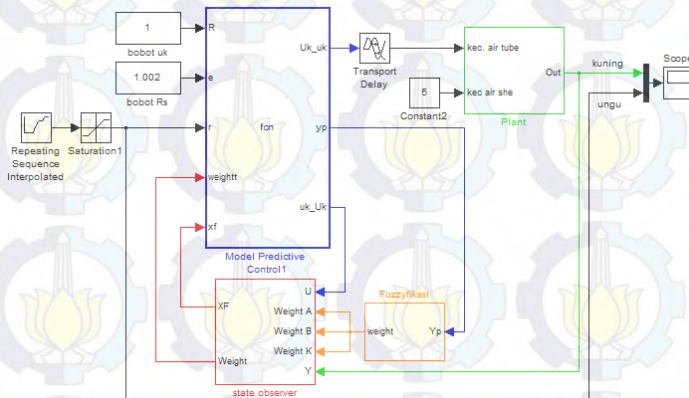 1
bobot uk
1.002
bobot Rs
Repeating
Sequence
Interpolated
Saturation1
R
e
r
weightt
xf
fcn
Uk_uk
yp
uk_Uk
Model Predictive
Control1
Transport
Delay
5
Constant2
kec. air tube
kec air she
Out
Plant
kuning
ungu
Scope
XF
Weight
U
Weight A
Weight B
Weight K
Y
state observer
Fuzzyfikasi
weight
Yp